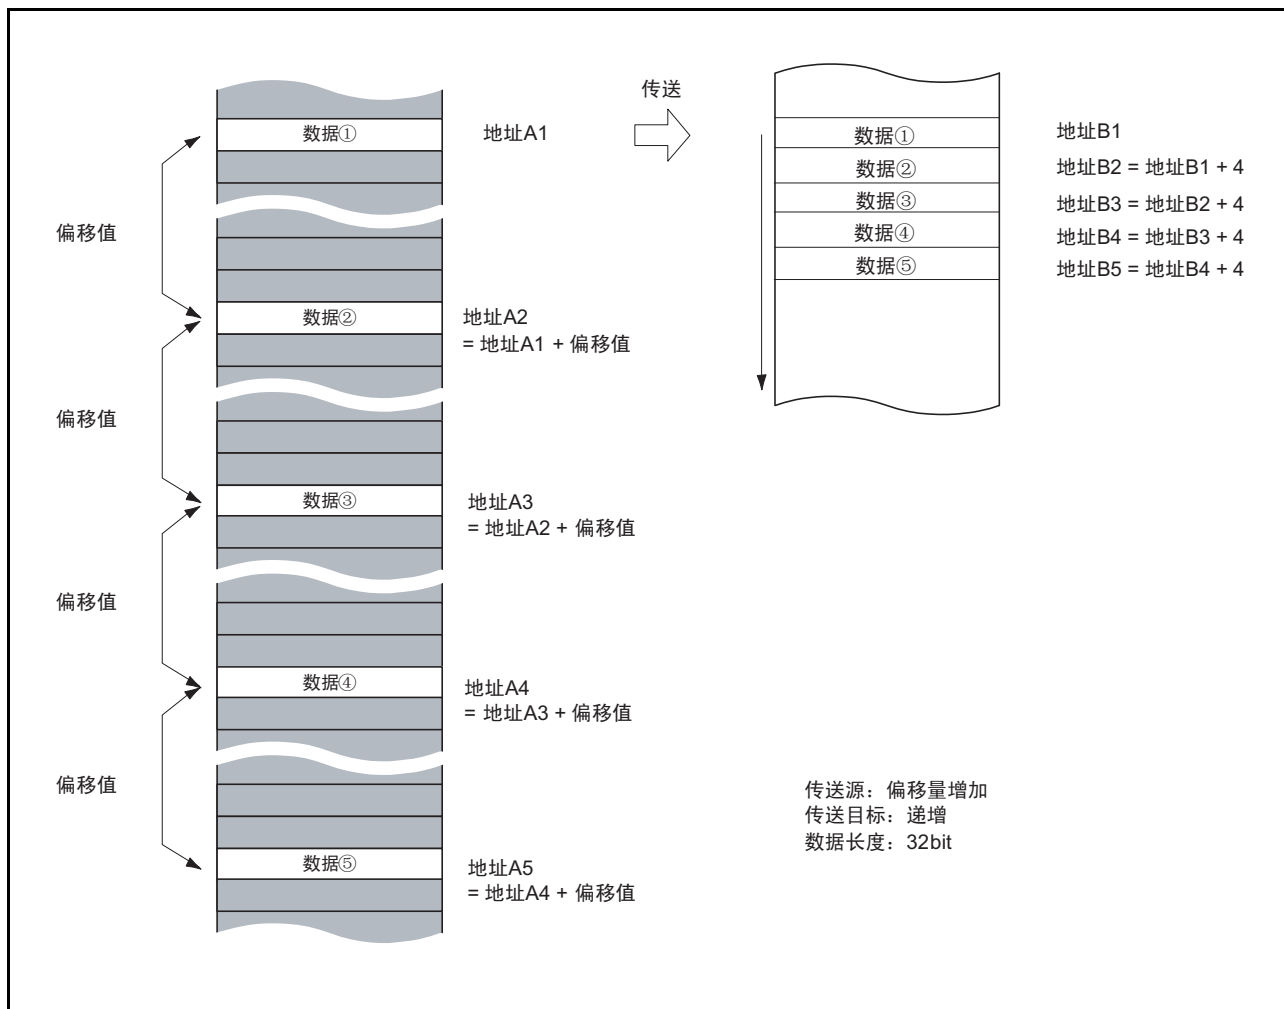 传送
数据①
地址A1
偏移值
数据②
地址A2
= 地址A1 + 偏移值
偏移值
数据③
地址A3
= 地址A2 + 偏移值
偏移值
数据④
地址A4
= 地址A3 + 偏移值
偏移值
数据⑤
地址A5
= 地址A4 + 偏移值
数据①
地址B1
数据②
地址B2 = 地址B1 + 4
数据③
地址B3 = 地址B2 + 4
数据④
地址B4 = 地址B3 + 4
数据⑤
地址B5 = 地址B4 + 4
传送源：偏移量增加
传送目标：递增
数据长度：32bit